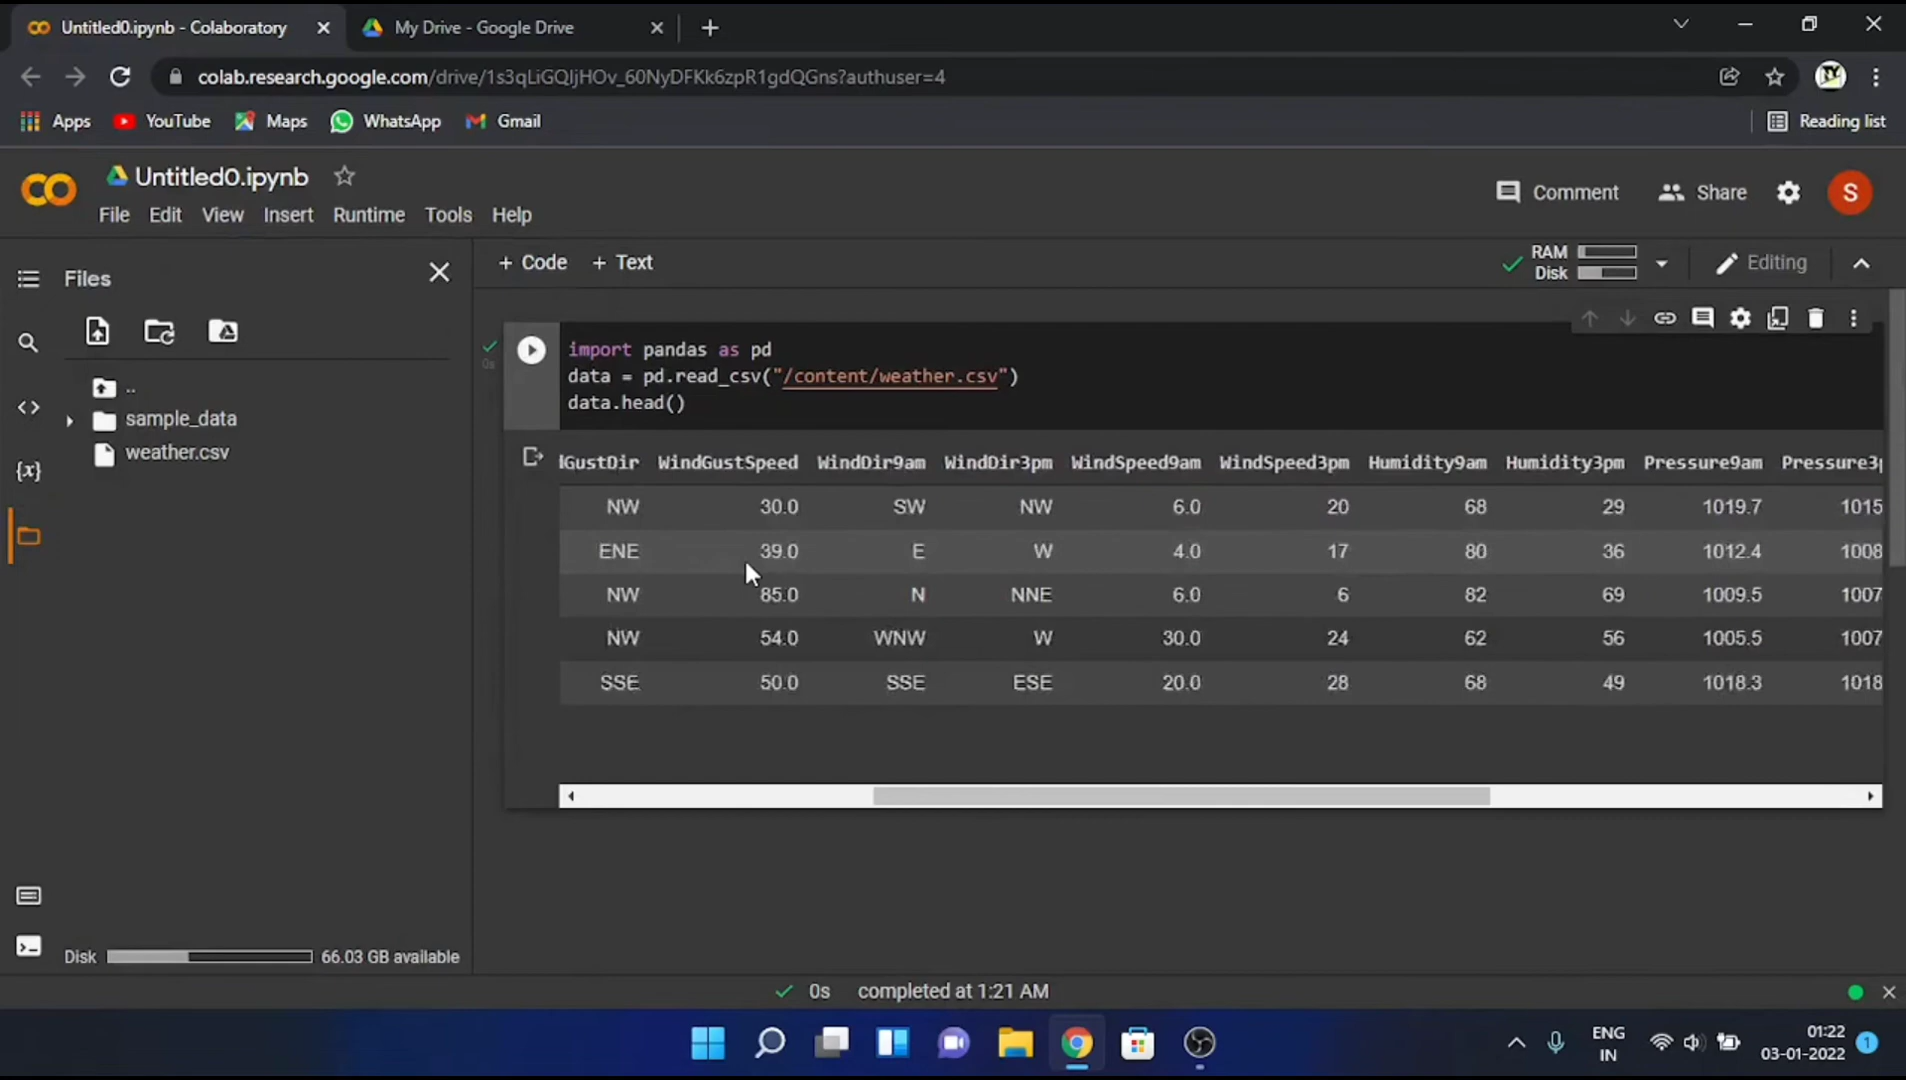 Untitled0.ipynb - Colaboratory
My Drive - Google Drive
colab.research.google.com/drive/1s3qLiGQIjHOv_60NyDFKk6zpR1gdQGns?authuser=4
Apps YouTube Maps WhatsApp Gmail Reading list
CO Untitled0.ipynb
Comment Share S
File Edit View Insert Runtime Tools Help
+ Code + Text
RAM
Disk
Editing
Files
..
sample_data
weather.csv
{x}
Disk 66.03 GB available
0s
import pandas as pd
data = pd.read_csv("/content/weather.csv")
data.head()
GustDir WindGustSpeed WindDir9am WindDir3pm WindSpeed9am WindSpeed3pm Humidity9am Humidity3pm Pressure9am Pressure3p
NW 30.0 SW NW 6.0 20 68 29 1019.7 1015
ENE 39.0 E W 4.0 17 80 36 1012.4 1008
NW 85.0 N NNE 6.0 6 82 69 1009.5 1007
NW 54.0 WNW W 30.0 24 62 56 1005.5 1007
SSE 50.0 SSE ESE 20.0 28 68 49 1018.3 1018
0s completed at 1:21 AM
ENG
IN
01:22
03-01-2022
1